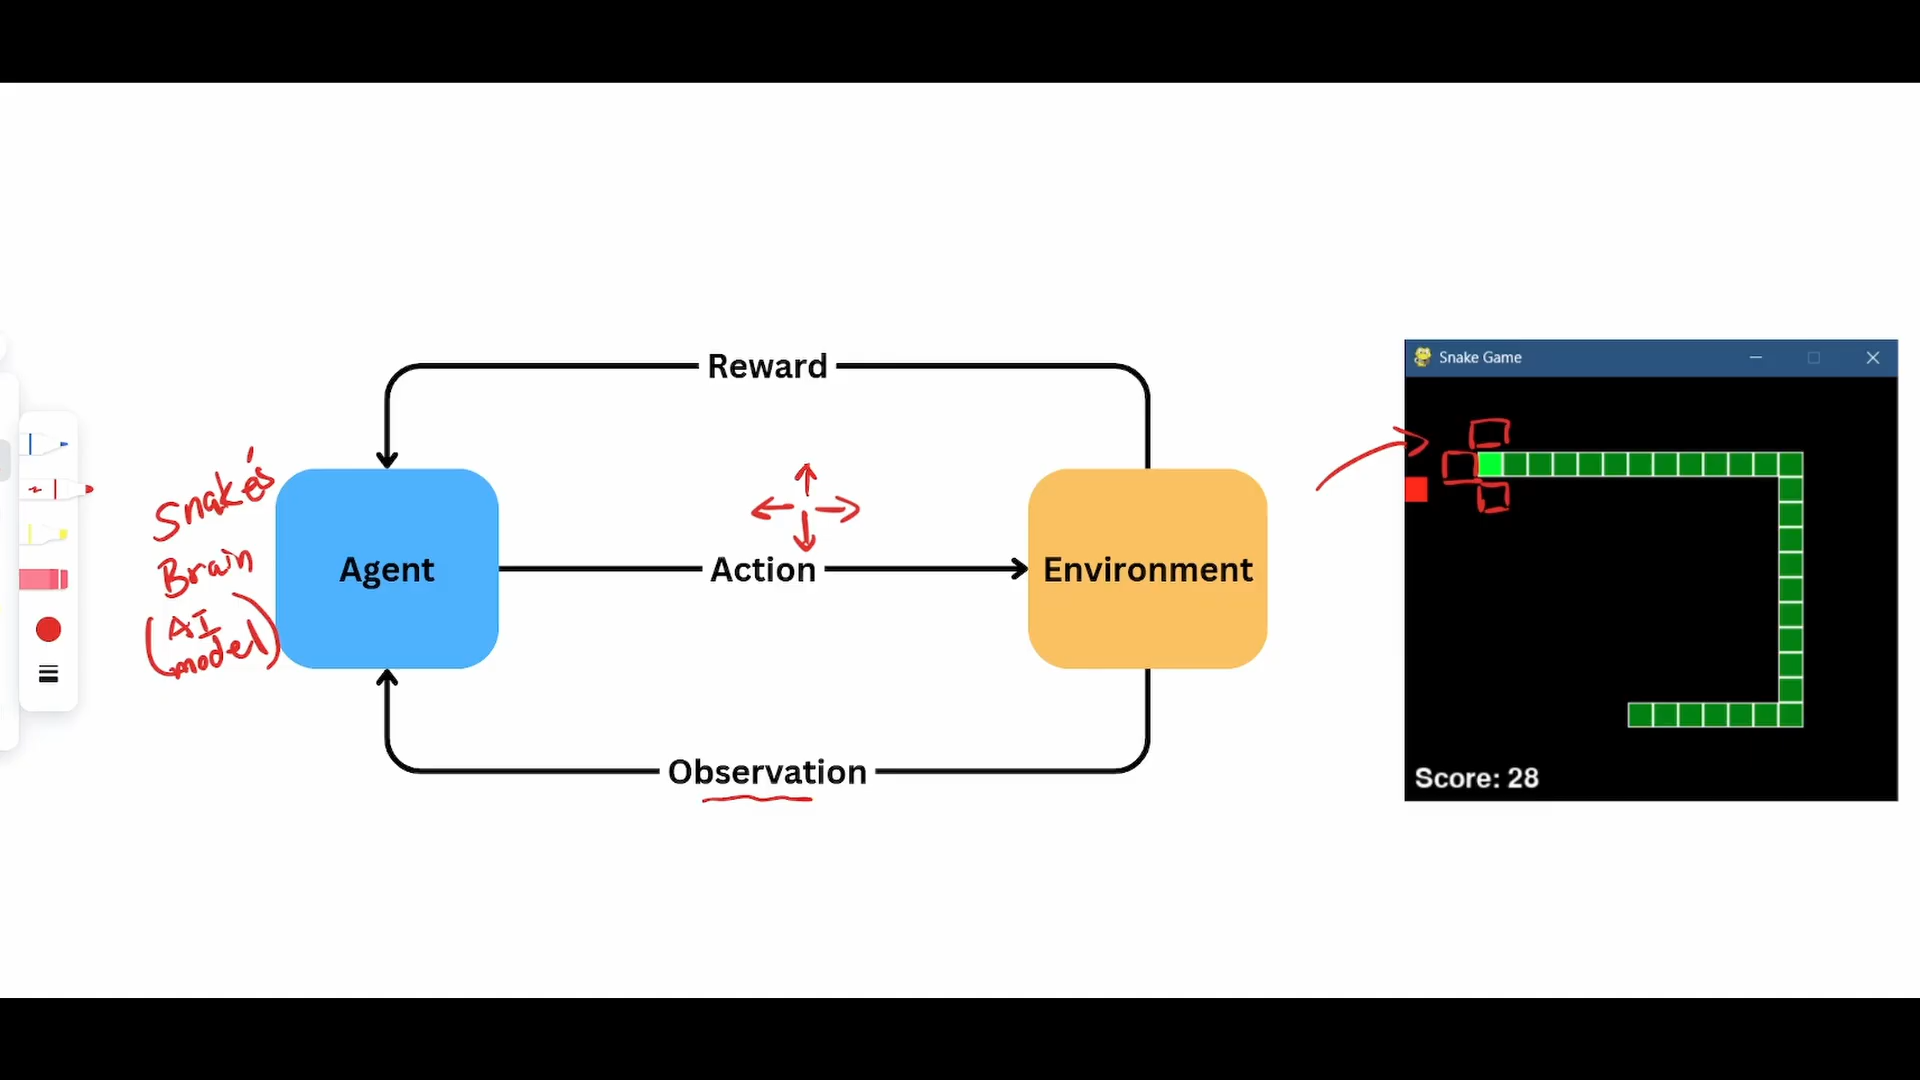 Reward
Snake's
Brain
(AI
model)
Agent
Action
Environment
Observation
Snake Game
Score: 28